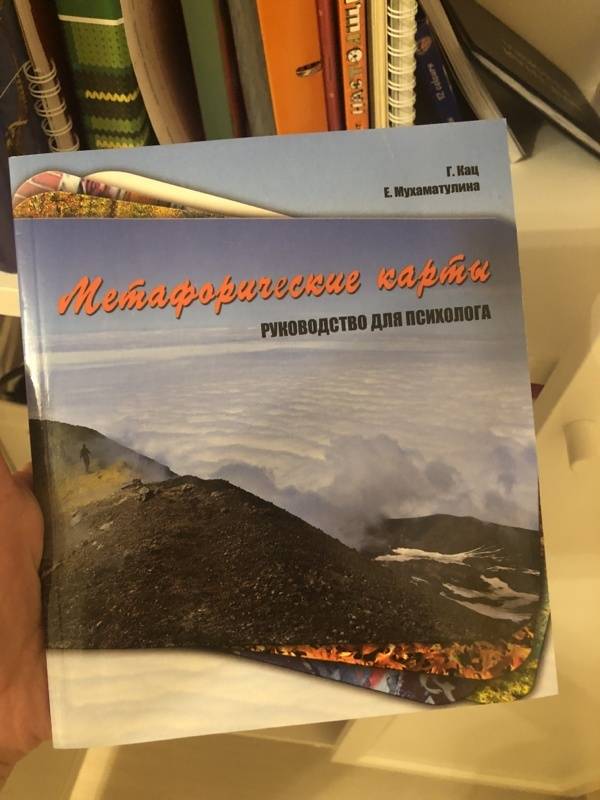 Г. Кац
Е. Мухаматулина
Метафорические карты
РУКОВОДСТВО ДЛЯ ПСИХОЛОГА